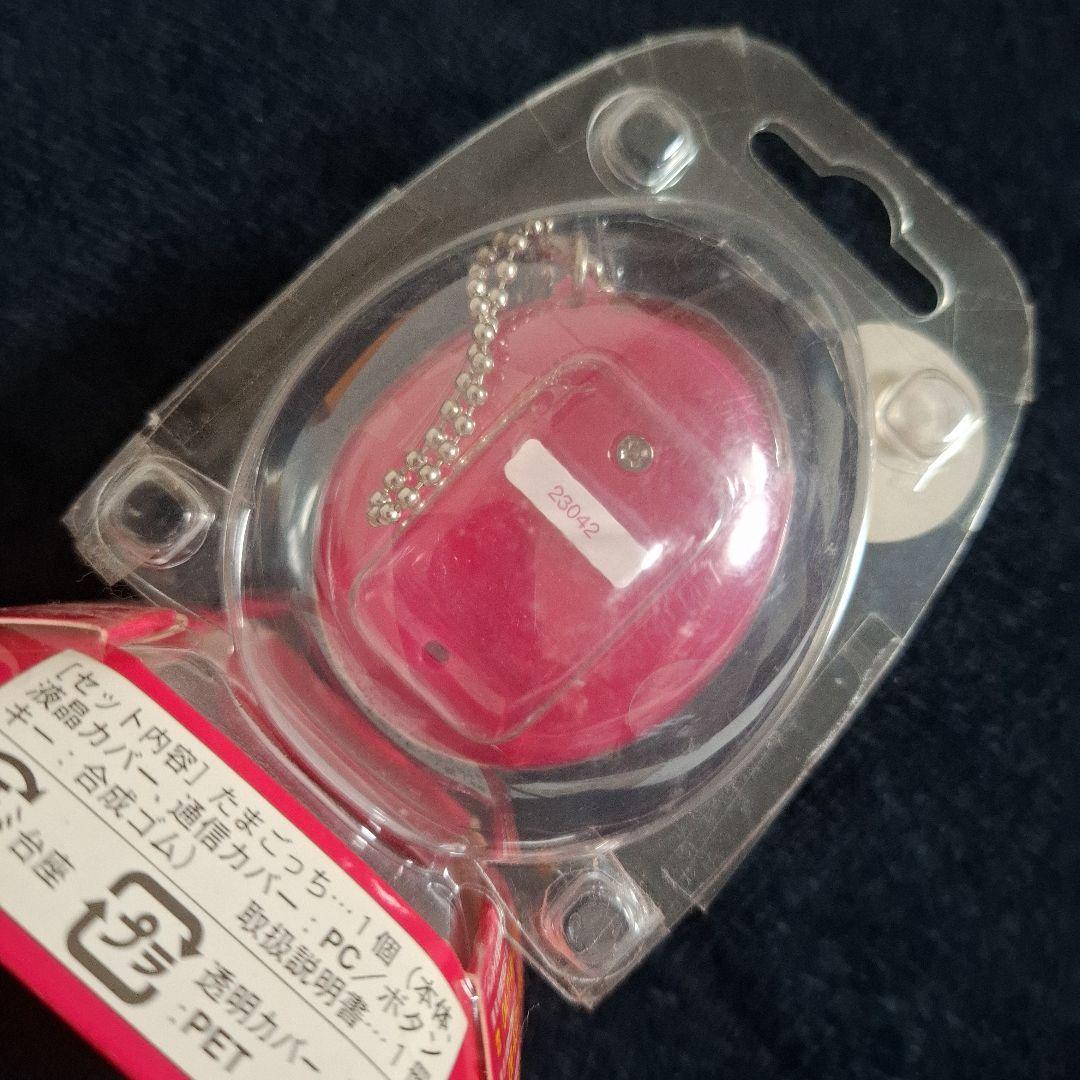 23042
[セット内容] たまごっち…1個(本体、
液晶カバー、通信カバー:PC/ボタン
キー:合成ゴム) 取扱説明書…1
台座
プラ
透明カバー
:PET